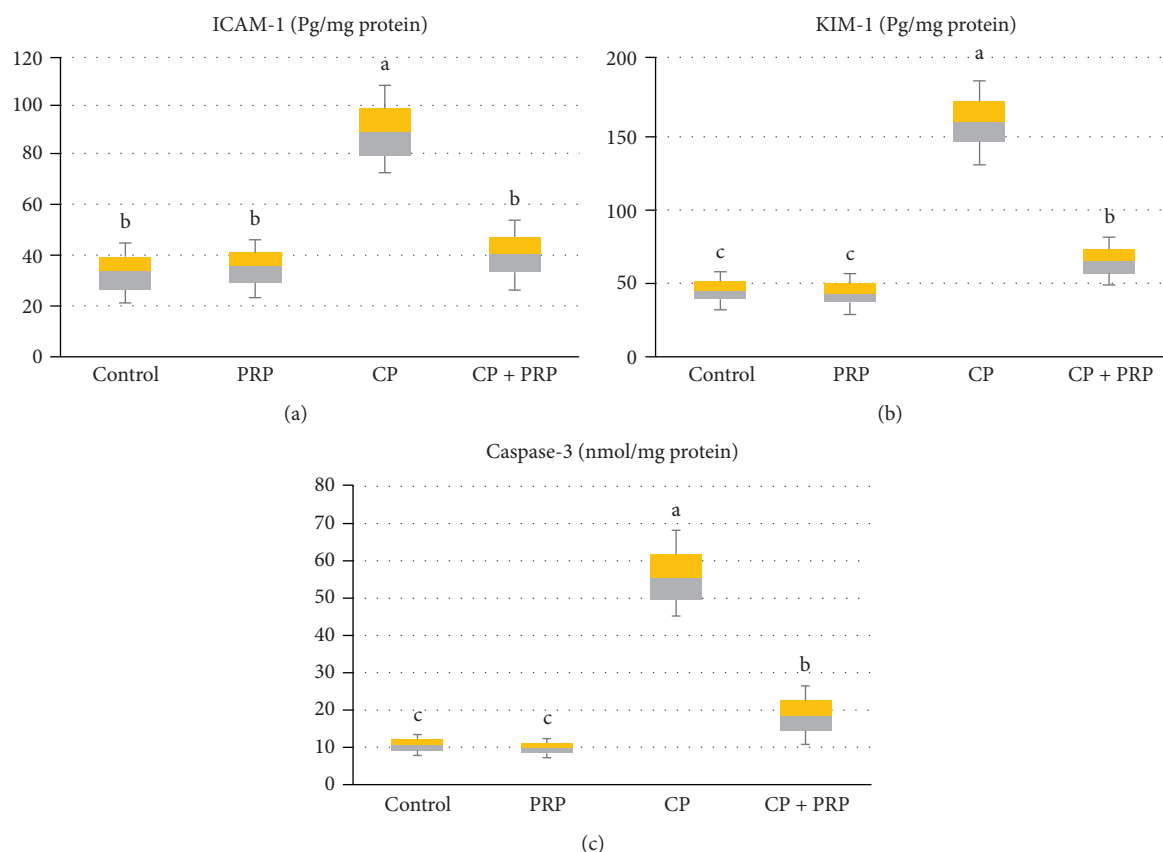 ICAM-1 (Pg/mg protein)
120
100
80
60
40
20
0
a
b
b
b
Control PRP CP CP + PRP
(a)
KIM-1 (Pg/mg protein)
200
150
100
50
0
a
b
c
c
Control PRP CP CP + PRP
(b)
Caspase-3 (nmol/mg protein)
80
70
60
50
40
30
20
10
0
a
b
c
c
Control PRP CP CP + PRP
(c)